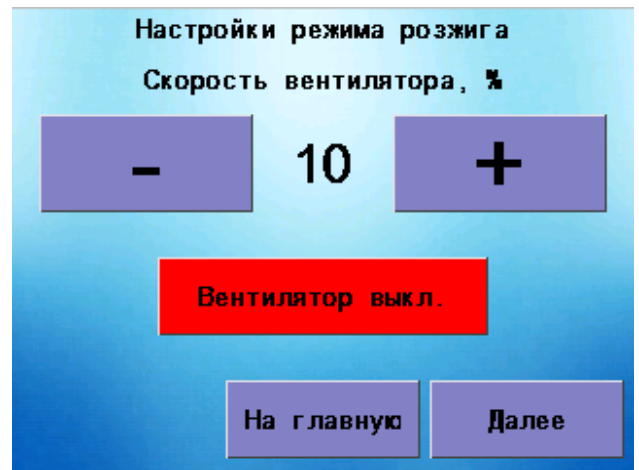 Настройки режима розжига
Скорость вентилятора, %
- 10 +
Вентилятор выкл.
На главную Далее